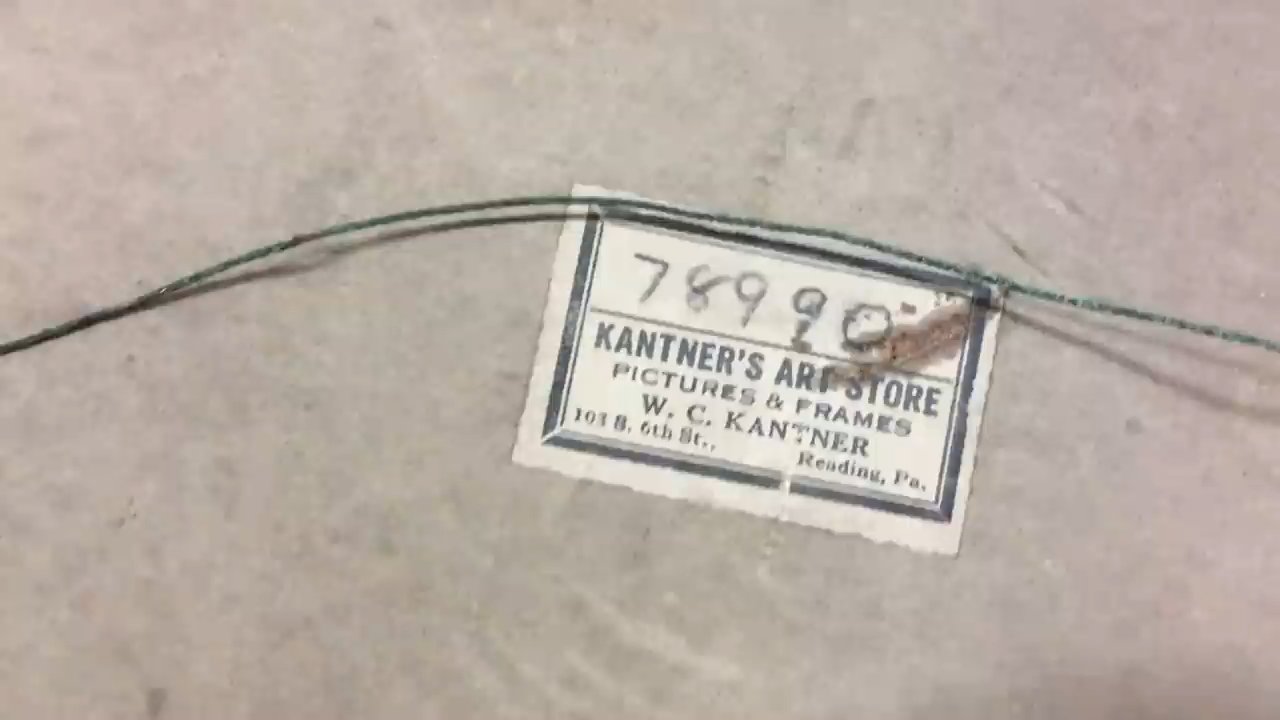 78990
KANTNER'S ART STORE
PICTURES & FRAMES
W. C. KANTNER
103 S. 6th St.,
Reading, Pa.